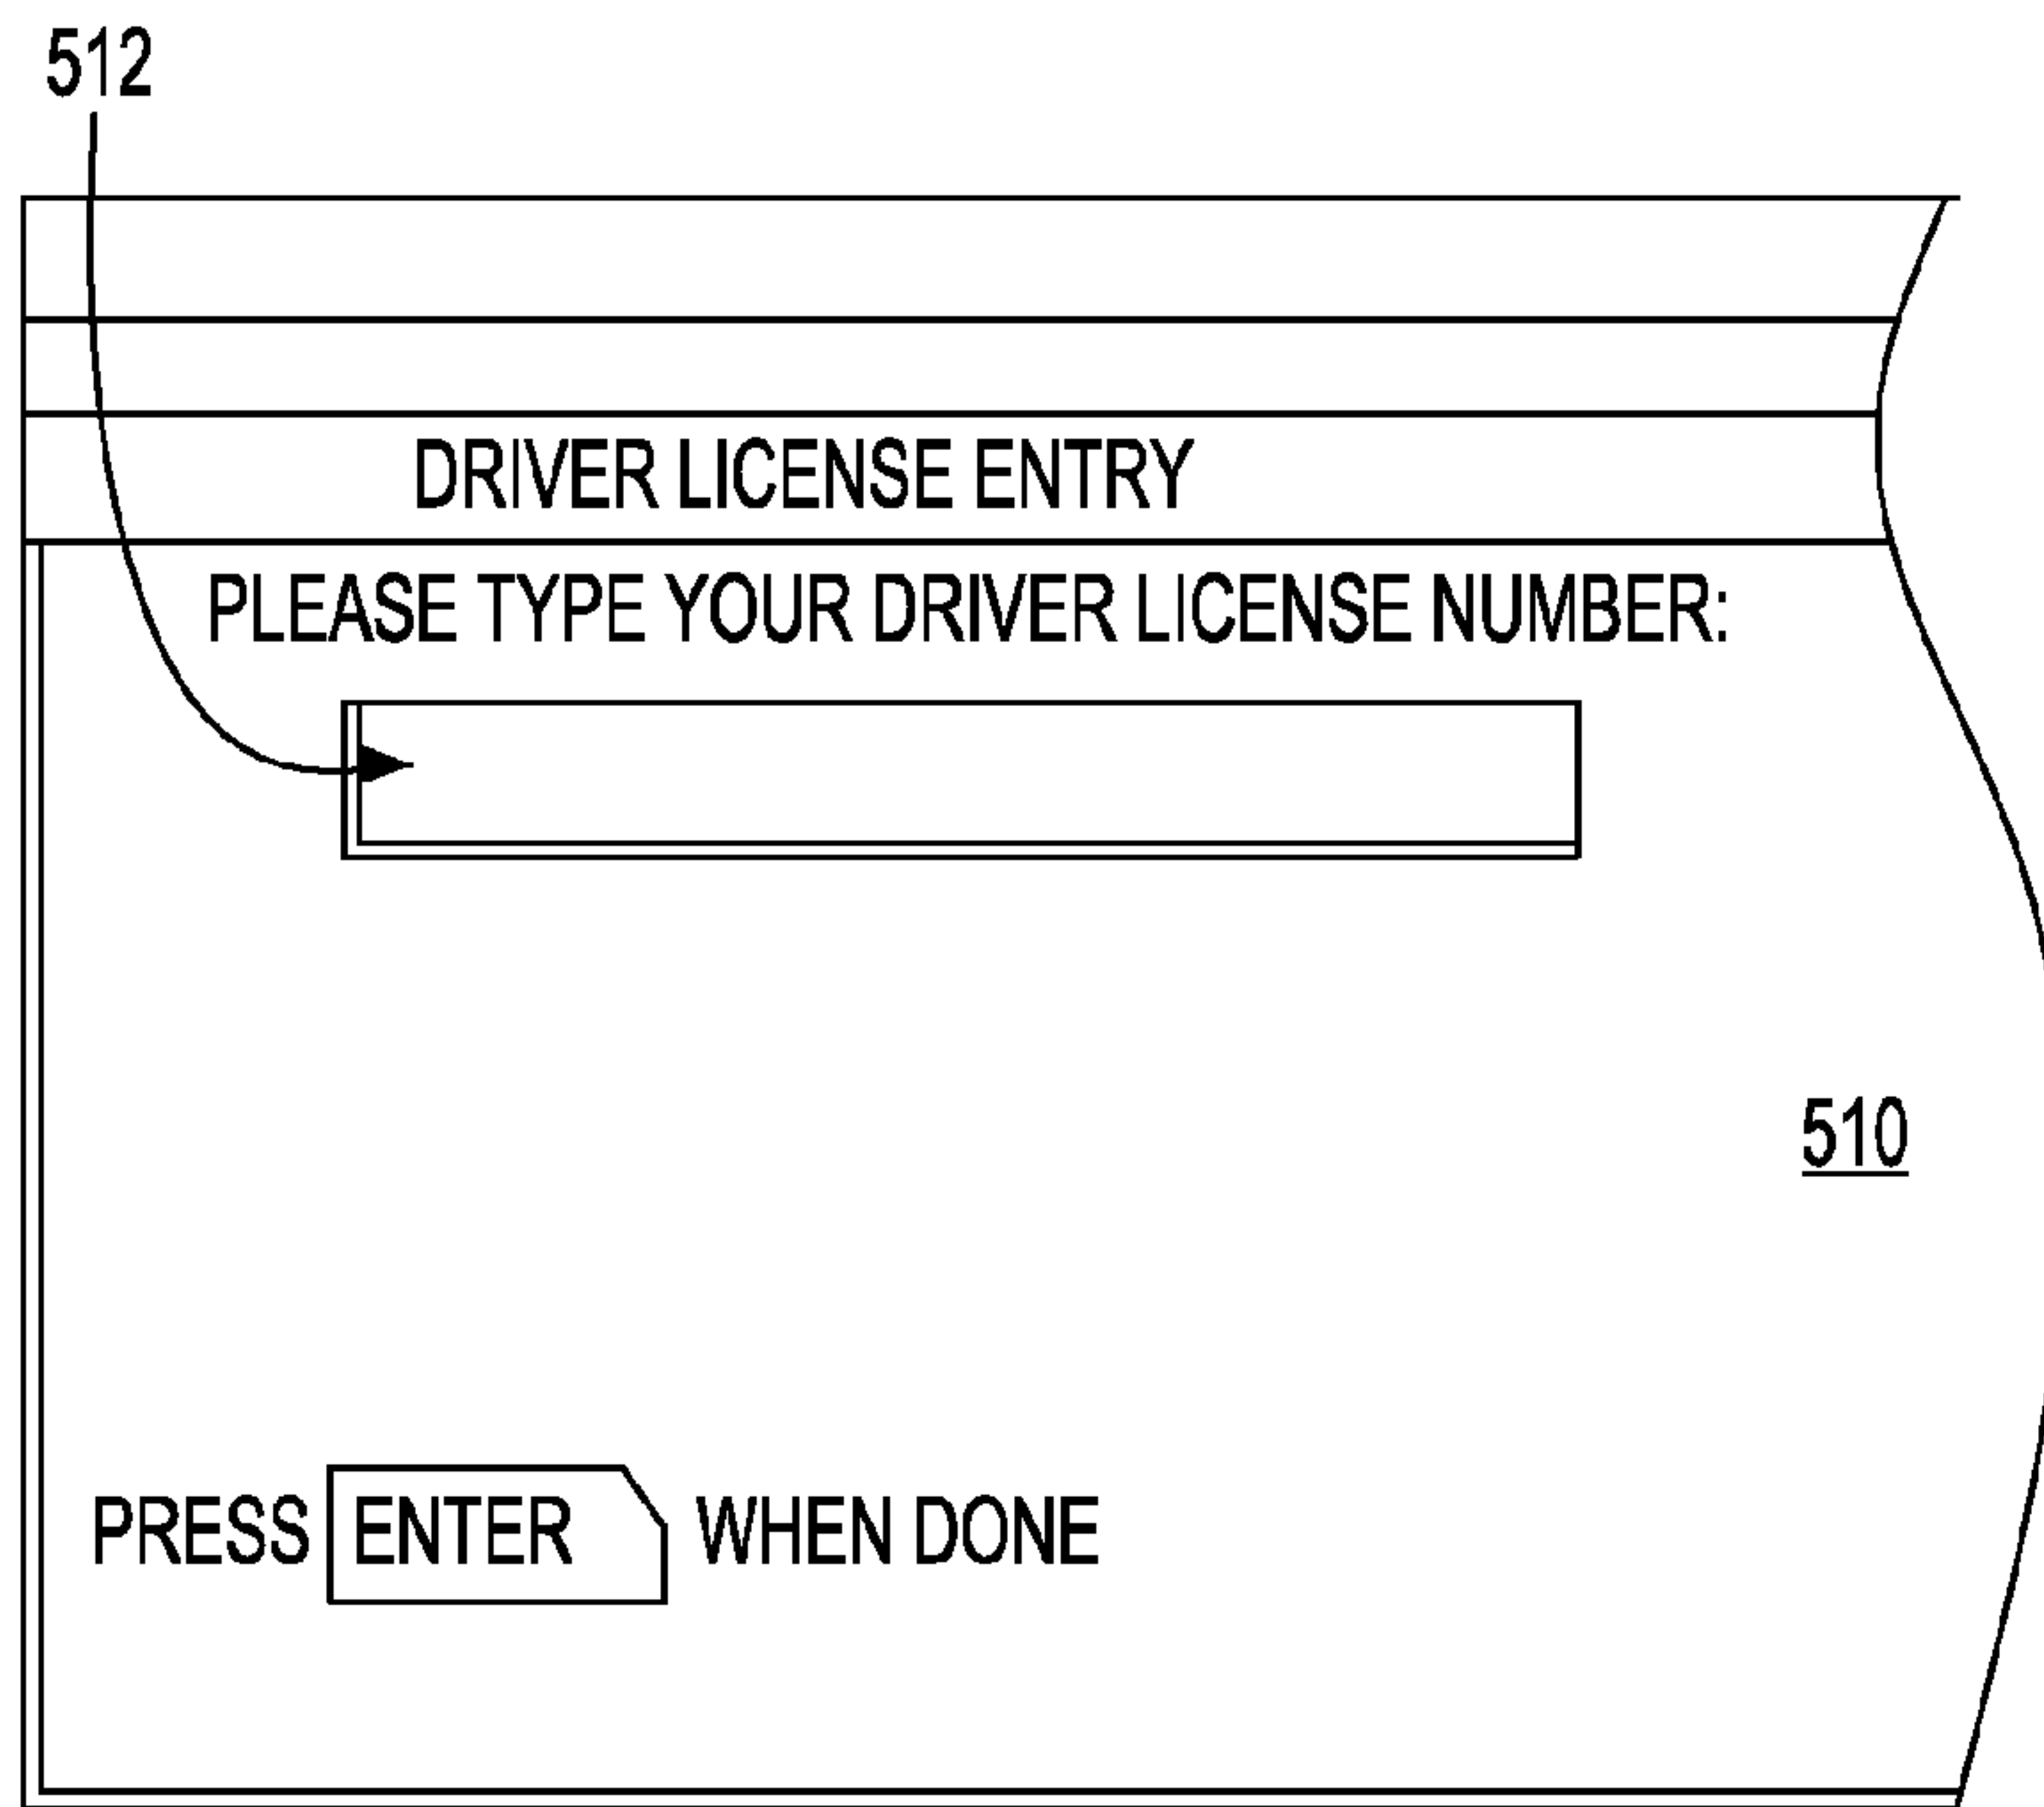 512
DRIVER LICENSE ENTRY
PLEASE TYPE YOUR DRIVER LICENSE NUMBER:
510
PRESS ENTER WHEN DONE